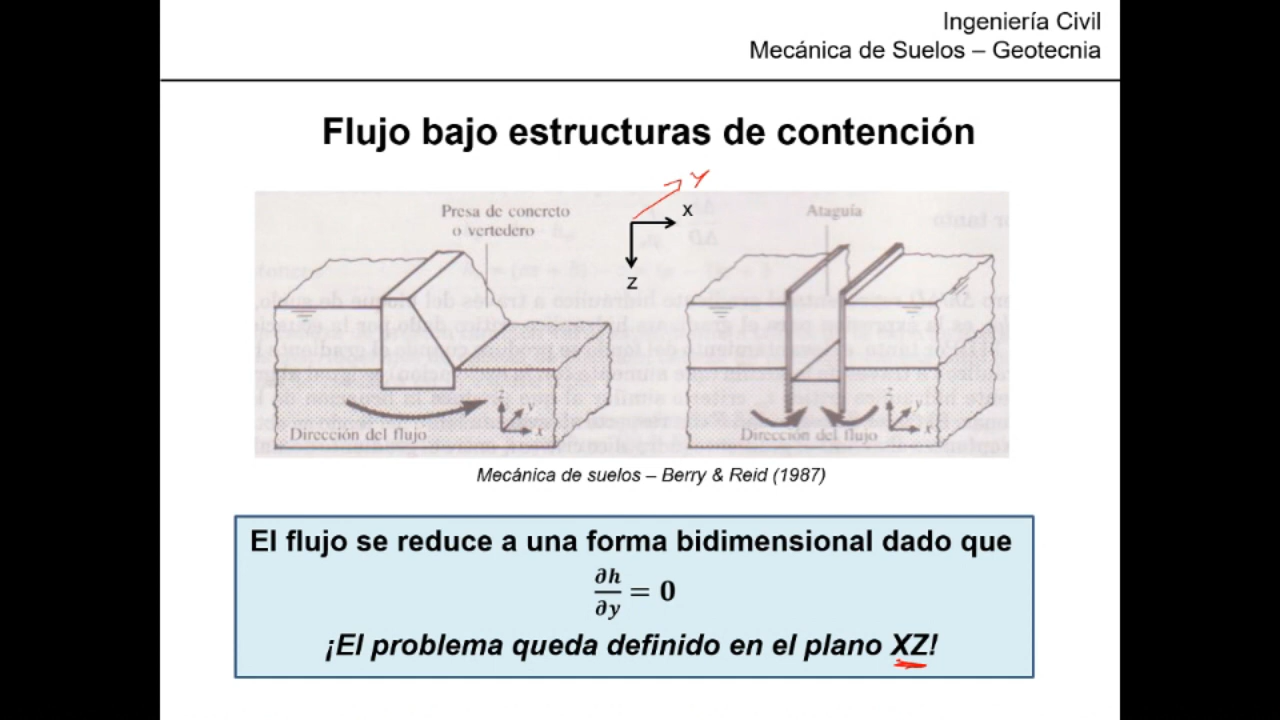 Ingeniería Civil
Mecánica de Suelos – Geotecnia
Flujo bajo estructuras de contención
Y
x
z
Presa de concreto
o vertedero
Ataguía
Dirección del flujo
z
y
x
Dirección del flujo
z
y
x
Mecánica de suelos – Berry & Reid (1987)
El flujo se reduce a una forma bidimensional dado que
∂h/∂y = 0
¡El problema queda definido en el plano XZ!